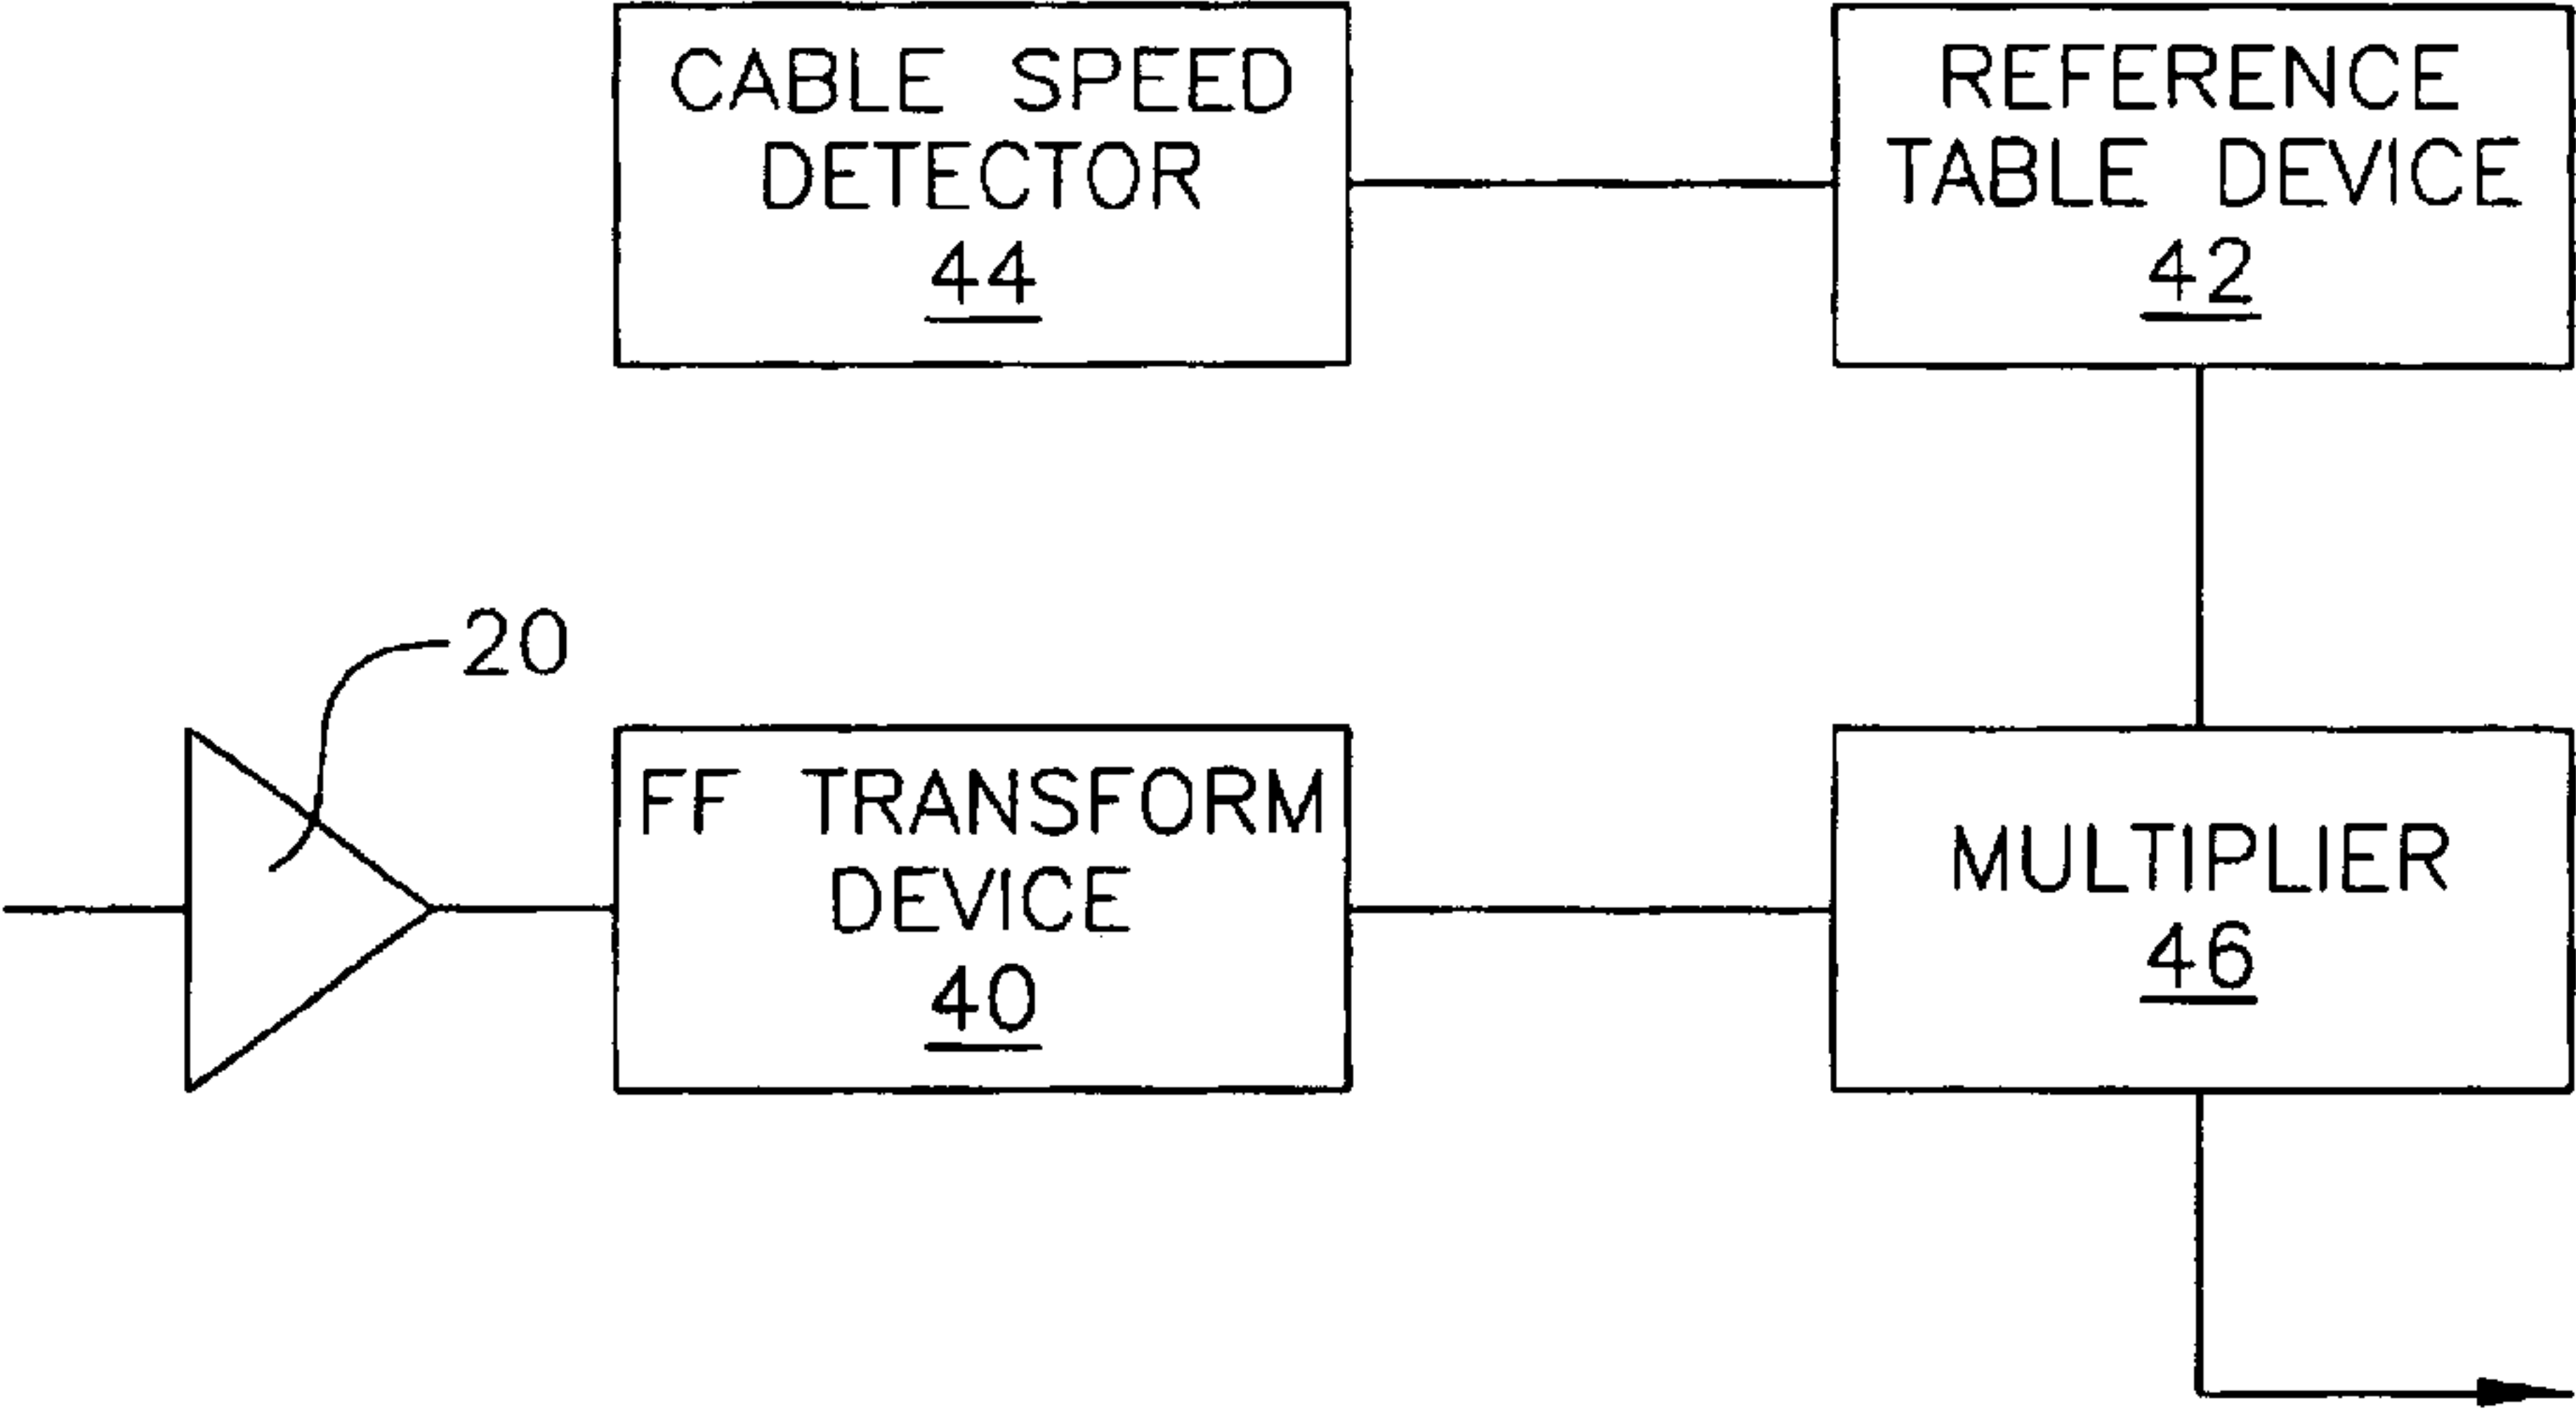 CABLE SPEED
DETECTOR
44
REFERENCE
TABLE DEVICE
42
20
FF TRANSFORM
DEVICE
40
MULTIPLIER
46